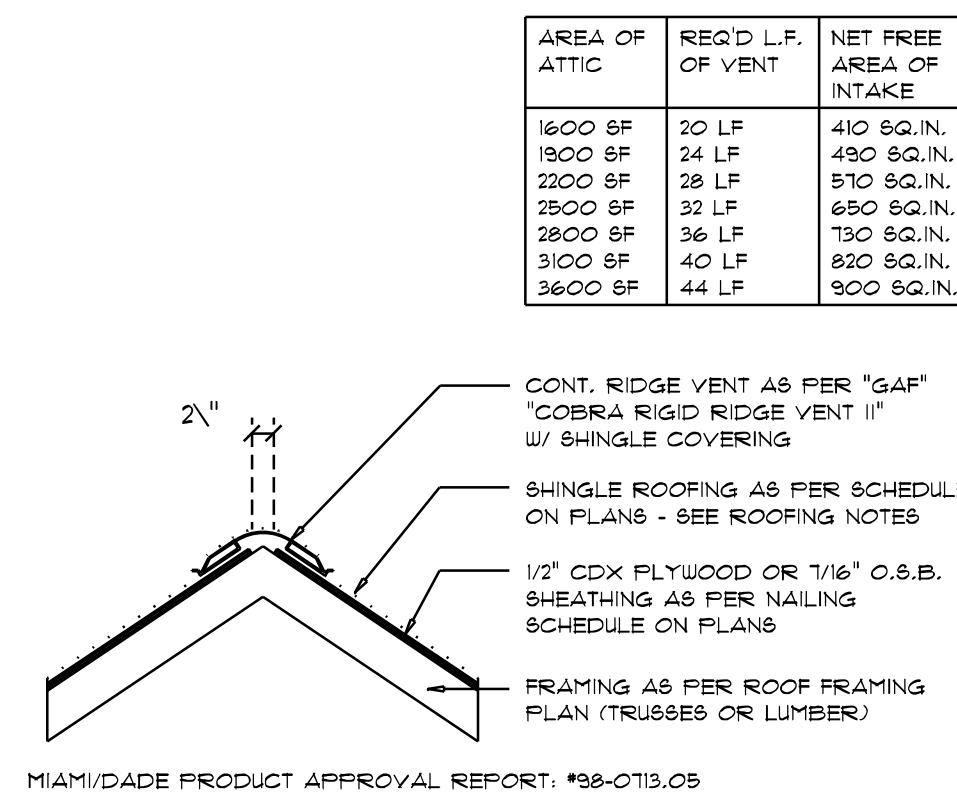 AREA OF ATTIC
REQ'D L.F. OF VENT
NET FREE AREA OF INTAKE
1600 SF 20 LF 410 SQ.IN.
1900 SF 24 LF 490 SQ.IN.
2200 SF 28 LF 570 SQ.IN.
2500 SF 32 LF 650 SQ.IN.
2800 SF 36 LF 730 SQ.IN.
3100 SF 40 LF 820 SQ.IN.
3600 SF 44 LF 900 SQ.IN.
CONT. RIDGE VENT AS PER "GAF"
"COBRA RIGID RIDGE VENT II"
W/ SHINGLE COVERING
2\"
SHINGLE ROOFING AS PER SCHEDULE
ON PLANS - SEE ROOFING NOTES
1/2" CDX PLYWOOD OR 7/16" O.S.B.
SHEATHING AS PER NAILING
SCHEDULE ON PLANS
FRAMING AS PER ROOF FRAMING
PLAN (TRUSSES OR LUMBER)
MIAMI/DADE PRODUCT APPROVAL REPORT: #98-0713.05